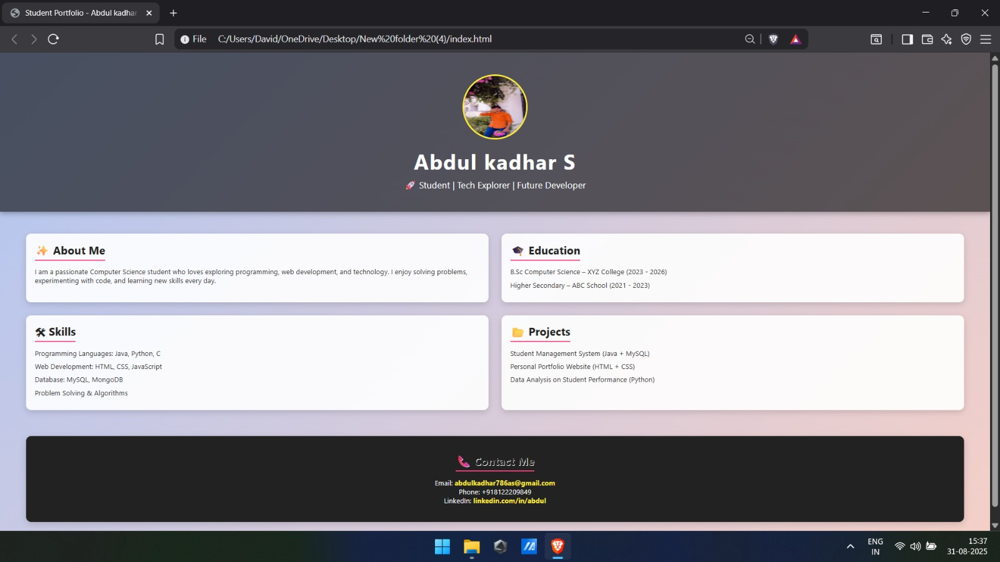 Student Portfolio - Abdul kadhar
File C:/Users/David/OneDrive/Desktop/New%20folder%20(4)/index.html
Abdul kadhar S
🚀 Student | Tech Explorer | Future Developer
✨ About Me
I am a passionate Computer Science student who loves exploring programming, web development, and technology. I enjoy solving problems,
experimenting with code, and learning new skills every day.
🎓 Education
B.Sc Computer Science – XYZ College (2023 - 2026)
Higher Secondary – ABC School (2021 - 2023)
🛠 Skills
Programming Languages: Java, Python, C
Web Development: HTML, CSS, JavaScript
Database: MySQL, MongoDB
Problem Solving & Algorithms
📂 Projects
Student Management System (Java + MySQL)
Personal Portfolio Website (HTML + CSS)
Data Analysis on Student Performance (Python)
📞 Contact Me
Email: abdulkadhar786as@gmail.com
Phone: +918122209849
LinkedIn: linkedin.com/in/abdul
ENG
IN
15:37
31-08-2025